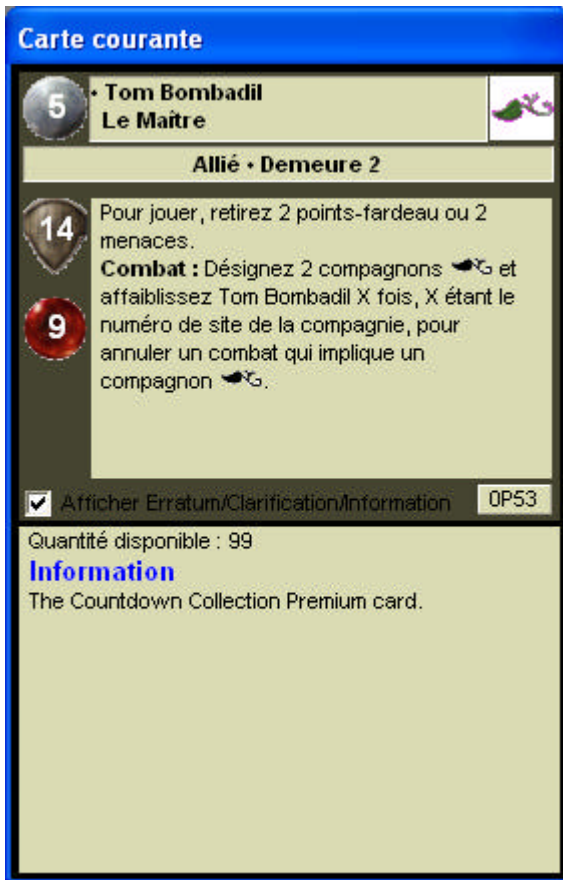 Carte courante
5
• Tom Bombadil
Le Maître
Allié • Demeure 2
14
Pour jouer, retirez 2 points-fardeau ou 2
menaces.
Combat : Désignez 2 compagnons et
affaiblissez Tom Bombadil X fois, X étant le
numéro de site de la compagnie, pour
annuler un combat qui implique un
compagnon .
9
Afficher Erratum/Clarification/Information
0P53
Quantité disponible : 99
Information
The Countdown Collection Premium card.